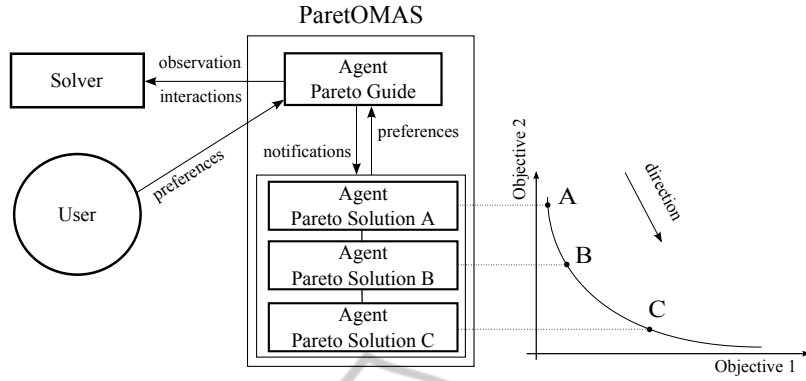 ParetOMAS
Solver
observation
interactions
Agent
Pareto Guide
User
preferences
notifications
preferences
Agent
Pareto Solution A
Agent
Pareto Solution B
Agent
Pareto Solution C
Objective 2
A
B
C
direction
Objective 1